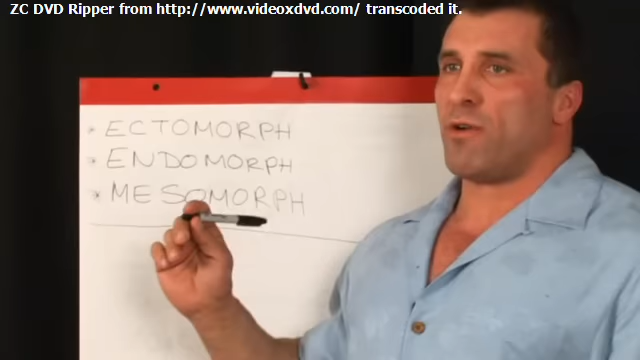 ZC DVD Ripper from http://www.videoxdvd.com/ transcoded it.
* ECTOMORPH
* ENDOMORPH
* MESOMORPH